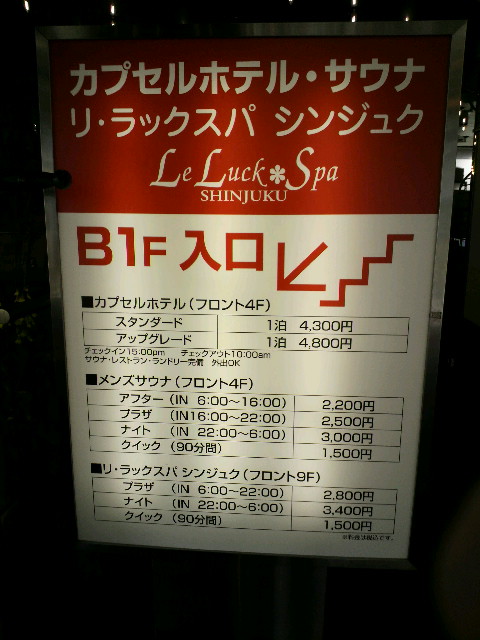 カプセルホテル・サウナ
リ・ラックスパ シンジュク
Le Luck✽Spa
SHINJUKU
B1F 入口
■カプセルホテル（フロント4F）
スタンダード 1泊 4,300円
アップグレード 1泊 4,800円
チェックイン15:00pm チェックアウト10:00am
サウナ・レストラン・ランドリー完備 外出OK
■メンズサウナ（フロント4F）
アフター（IN 6:00〜16:00） 2,200円
プラザ（IN16:00〜22:00） 2,500円
ナイト（IN 22:00〜6:00） 3,000円
クイック（90分間） 1,500円
■リ・ラックスパ シンジュク（フロント9F）
プラザ（IN 6:00〜22:00） 2,800円
ナイト（IN 22:00〜6:00） 3,400円
クイック（90分間） 1,500円
※料金は税込です。